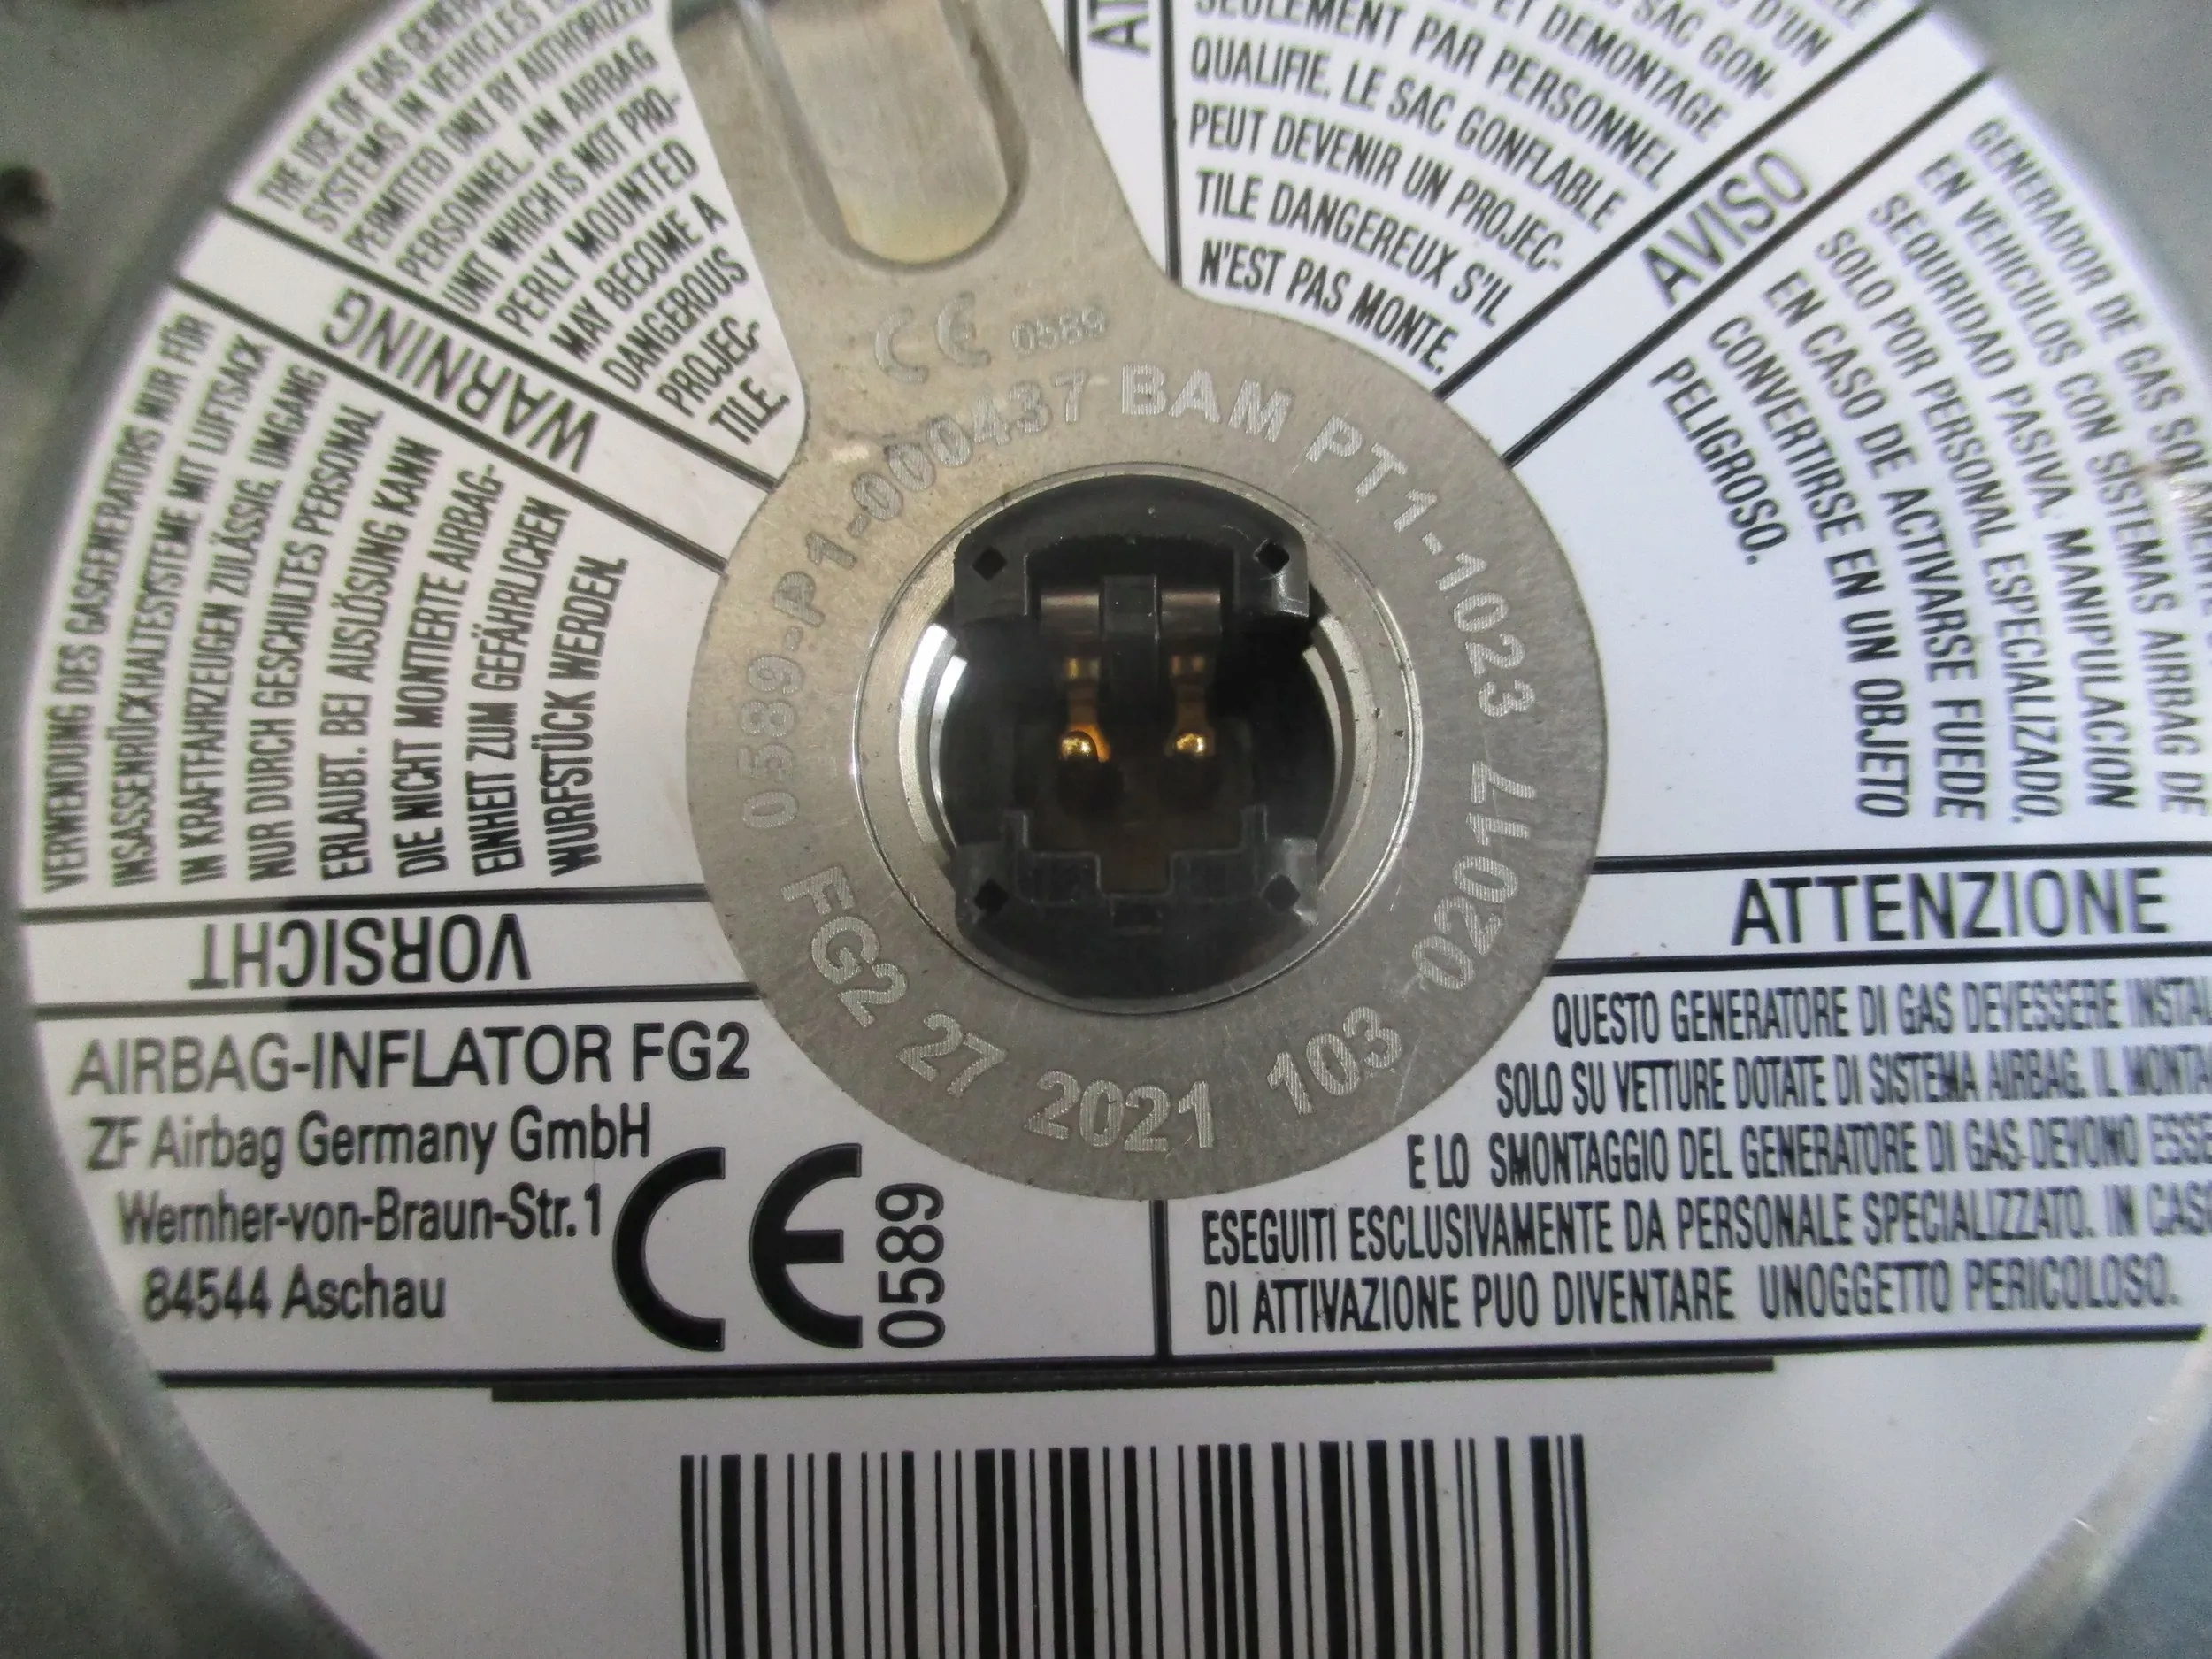 THE USE OF GAS
SYSTEMS IN VEHICLES
PERMITTED ONLY BY AUTHORIZED
PERSONNEL. AN AIRBAG
UNIT WHICH IS NOT PRO-
PERLY MOUNTED
MAY BECOME A
DANGEROUS
PROJEC-
TILE.
WARNING
ET DEMONTAGE
SEULEMENT PAR PERSONNEL
QUALIFIE. LE SAC GONFLABLE
PEUT DEVENIR UN PROJEC-
TILE DANGEREUX S'IL
N'EST PAS MONTE.
AVISO
GENERADOR DE GAS
EN VEHICULOS CON SISTEMAS AIRBAG DE
SEQURIDAD PASIVA. MANIPULACION
SOLO POR PERSONAL ESPECIALIZADO.
EN CASO DE ACTIVARSE FUEDE
CONVERTIRSE EN UN OBJETO
PELIGROSO.
VERWENDUNG DES GASGENERATORS NUR FÜR
INSASSENRÜCKHALTESYSTEME MIT LUFTSACK
IN KRAFTFAHRZEUGEN ZULÄSSIG. UMGANG
NUR DURCH GESCHULTES PERSONAL
ERLAUBT. BEI AUSLÖSUNG KANN
DIE NICHT MONTIERTE AIRBAG-
EINHEIT ZUM GEFÄHRLICHEN
WURFSTÜCK WERDEN.
VORSICHT
CE 0589
0589-P1-000437 BAM PT1-1023
FG2 27 2021 103 02017
ATTENZIONE
QUESTO GENERATORE DI GAS DEVESSERE
SOLO SU VETTURE DOTATE DI SISTEMA AIRBAG. IL
E LO SMONTAGGIO DEL GENERATORE DI GAS DEVONO
ESEGUITI ESCLUSIVAMENTE DA PERSONALE SPECIALIZZATO. IN
DI ATTIVAZIONE PUO DIVENTARE UNOGGETTO PERICOLOSO.
AIRBAG-INFLATOR FG2
ZF Airbag Germany GmbH
Wernher-von-Braun-Str. 1
84544 Aschau
CE 0589